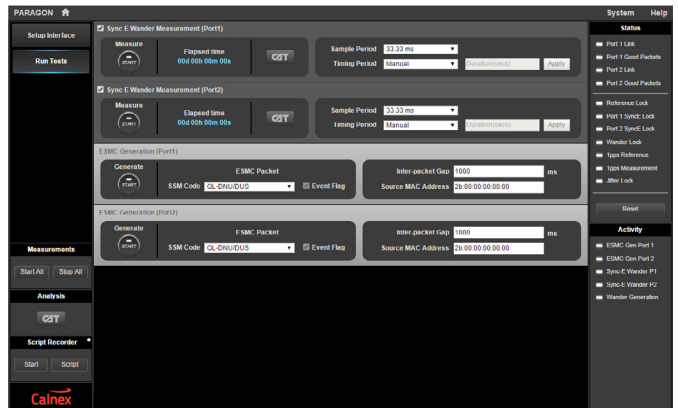 PARAGON
System Help
Setup Interface
Run Tests
Measurements
Start All Stop All
Analysis
CAT
Script Recorder
Start Script
Calnex
Sync E Wander Measurement (Port1)
Measure
START
Elapsed time
00d 00h 00m 00s
CAT
Sample Period 33.33 ms
Timing Period Manual Duration(secs) Apply
Sync E Wander Measurement (Port2)
Measure
START
Elapsed time
00d 00h 00m 00s
CAT
Sample Period 33.33 ms
Timing Period Manual Duration(secs) Apply
ESMC Generation (Port1)
Generate
START
ESMC Packet
SSM Code QL-DNU/DUS Event Flag
Inter-packet Gap 1000 ms
Source MAC Address 2b:00:00:00:00:00
ESMC Generation (Port2)
Generate
START
ESMC Packet
SSM Code QL-DNU/DUS Event Flag
Inter-packet Gap 1000 ms
Source MAC Address 2b:00:00:00:00:00
Status
Port 1 Link
Port 1 Good Packets
Port 2 Link
Port 2 Good Packets
Reference Lock
Port 1 SyncE Lock
Port 2 SyncE Lock
Wander Lock
1pps Reference
1pps Measurement
Jitter Lock
Reset
Activity
ESMC Gen Port 1
ESMC Gen Port 2
Sync-E Wander P1
Sync-E Wander P2
Wander Generation